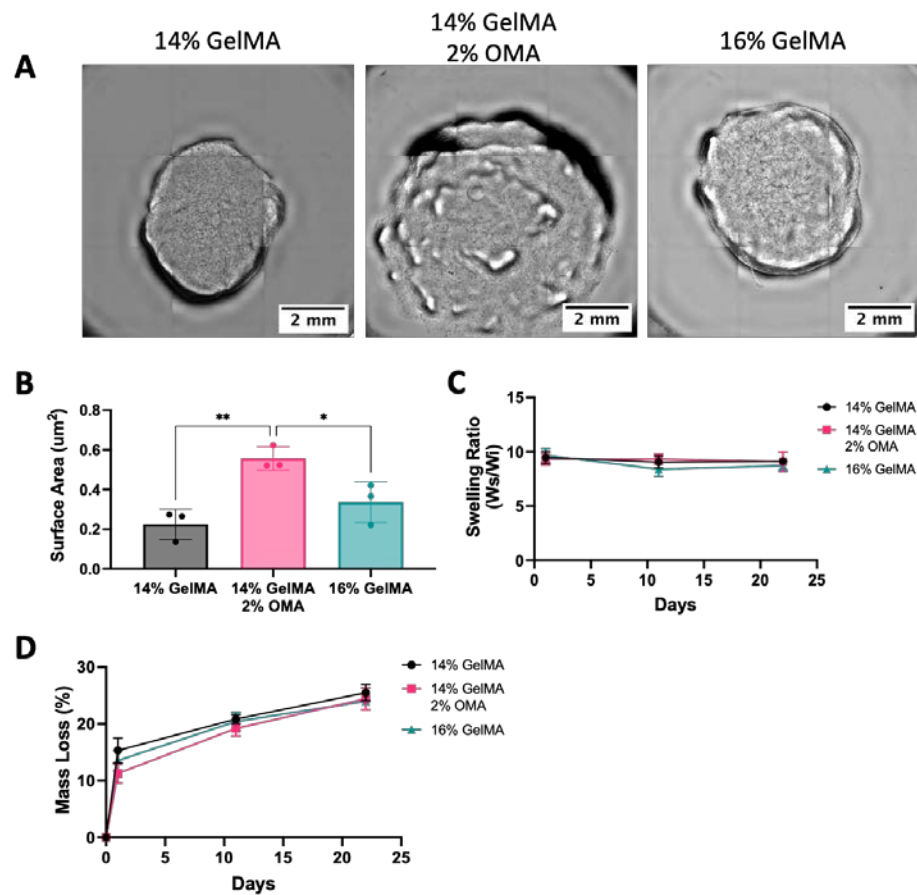 14% GelMA
14% GelMA
2% OMA
16% GelMA
A
2 mm
2 mm
2 mm
B
Surface Area (um²)
0.8
0.6
0.4
0.2
0.0
**
*
14% GelMA
14% GelMA
2% OMA
16% GelMA
C
Swelling Ratio
(Ws/Wi)
15
10
5
0
0 5 10 15 20 25
Days
14% GelMA
14% GelMA
2% OMA
16% GelMA
D
Mass Loss (%)
30
20
10
0
0 5 10 15 20 25
Days
14% GelMA
14% GelMA
2% OMA
16% GelMA